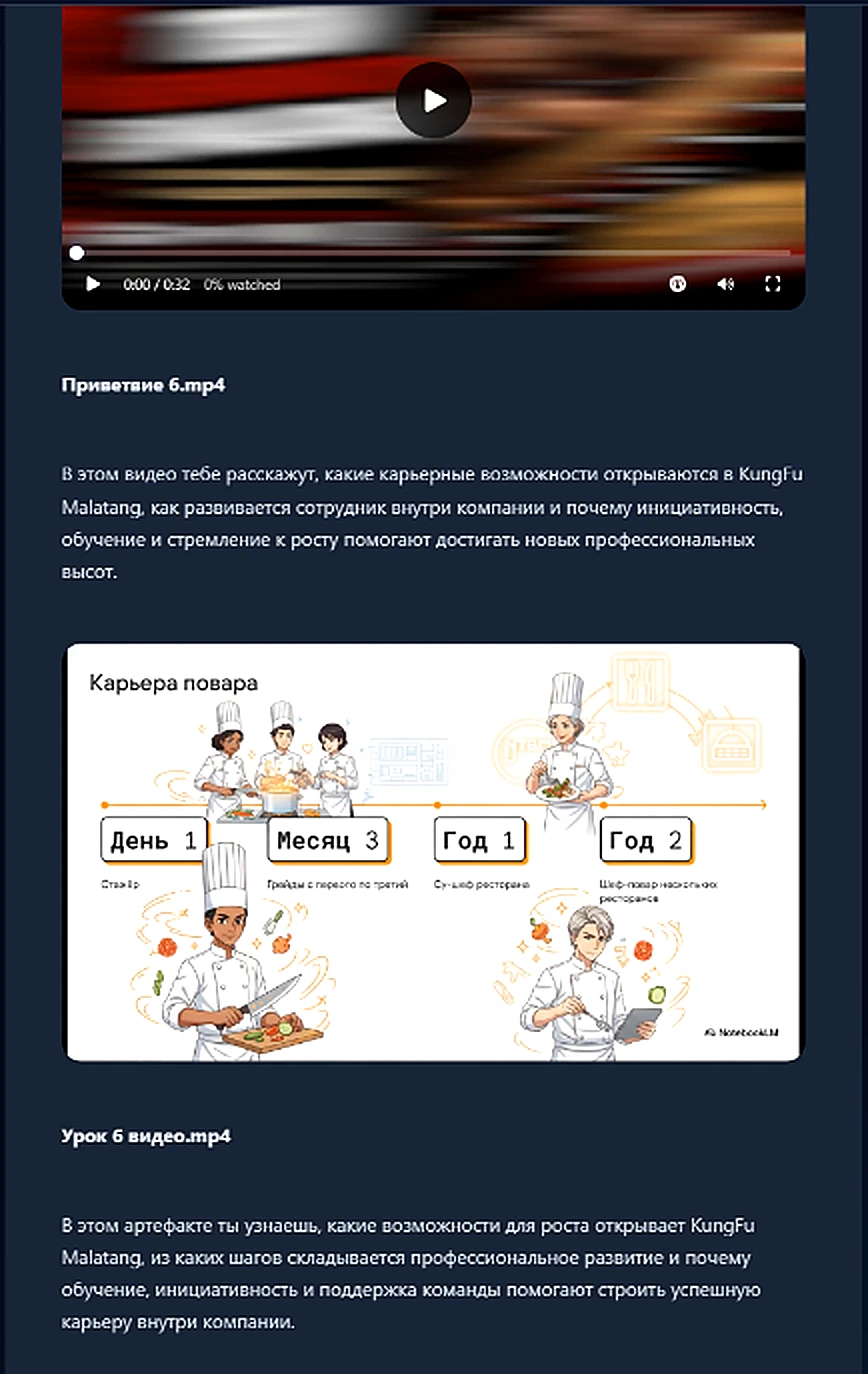 0:00 / 0:32 0% watched
Приветвие 6.mp4
В этом видео тебе расскажут, какие карьерные возможности открываются в KungFu
Malatang, как развивается сотрудник внутри компании и почему инициативность,
обучение и стремление к росту помогают достигать новых профессиональных
высот.
Карьера повара
День 1 Месяц 3 Год 1 Год 2
Стажёр Грейды с первого по третий Су-шеф ресторана Шеф-повар нескольких
ресторанов
NotebookLM
Урок 6 видео.mp4
В этом артефакте ты узнаешь, какие возможности для роста открывает KungFu
Malatang, из каких шагов складывается профессиональное развитие и почему
обучение, инициативность и поддержка команды помогают строить успешную
карьеру внутри компании.